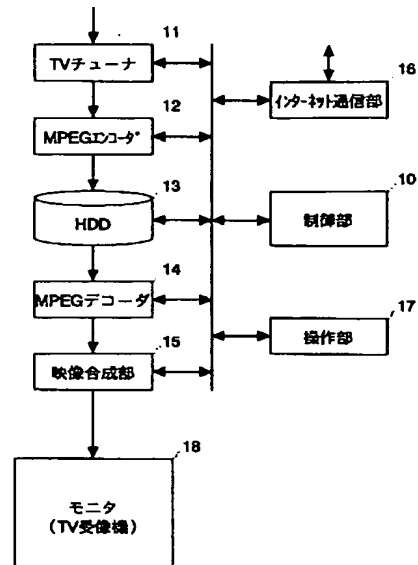 11
TVチューナ
16
インターネット通信部
12
MPEGエンコーダ
13
HDD
10
制御部
14
MPEGデコーダ
17
操作部
15
映像合成部
18
モニタ
(TV受像機)